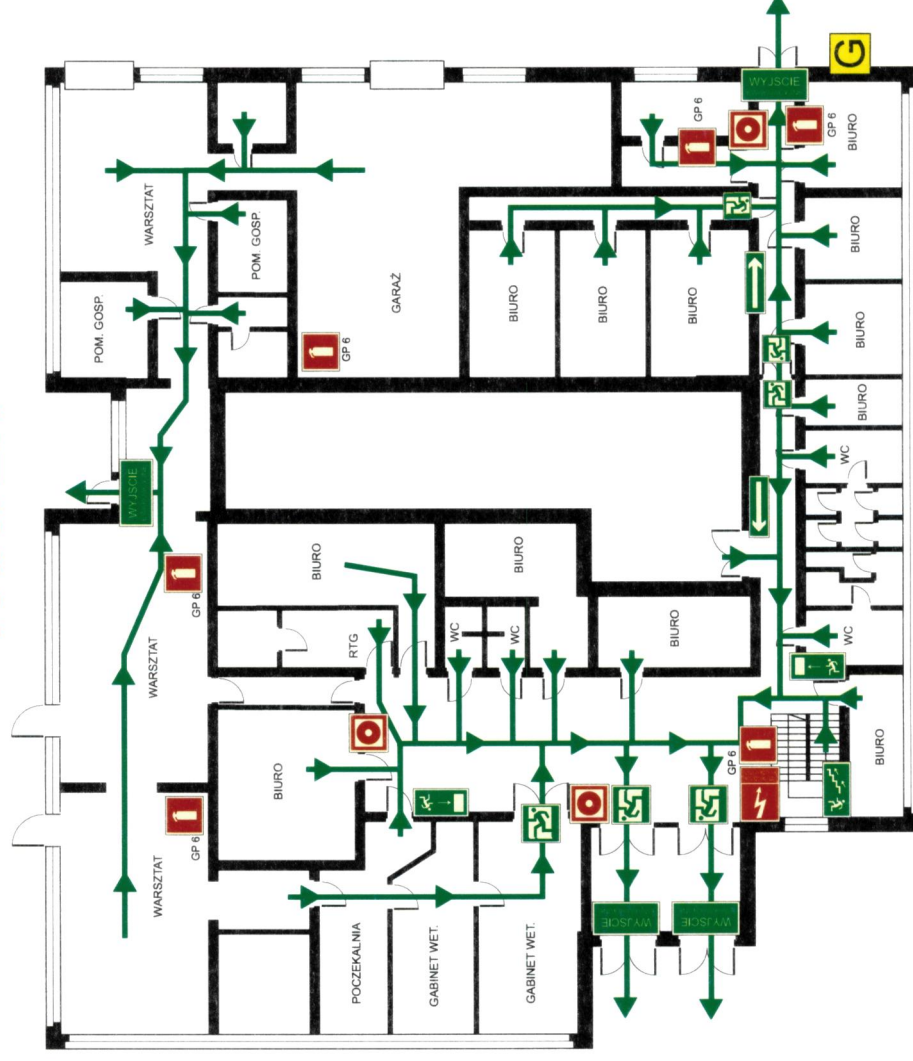 WYJŚCIE
G
GP 6
GP 6
BIURO
WARSZTAT
POM. GOSP.
POM. GOSP.
GARAŻ
GP 6
BIURO
BIURO
BIURO
BIURO
BIURO
BIURO
WC
WYJŚCIE
GP 6
WARSZTAT
BIURO
BIURO
RTG
WC
WC
BIURO
WC
GP 6
WARSZTAT
BIURO
GP 6
BIURO
POCZEKALNIA
GABINET WET.
GABINET WET.
WYJŚCIE
WYJŚCIE